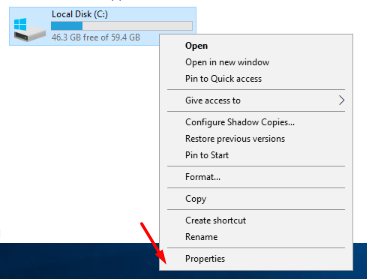 Local Disk (C:)
46.3 GB free of 59.4 GB
Open
Open in new window
Pin to Quick access
Give access to
Configure Shadow Copies...
Restore previous versions
Pin to Start
Format...
Copy
Create shortcut
Rename
Properties